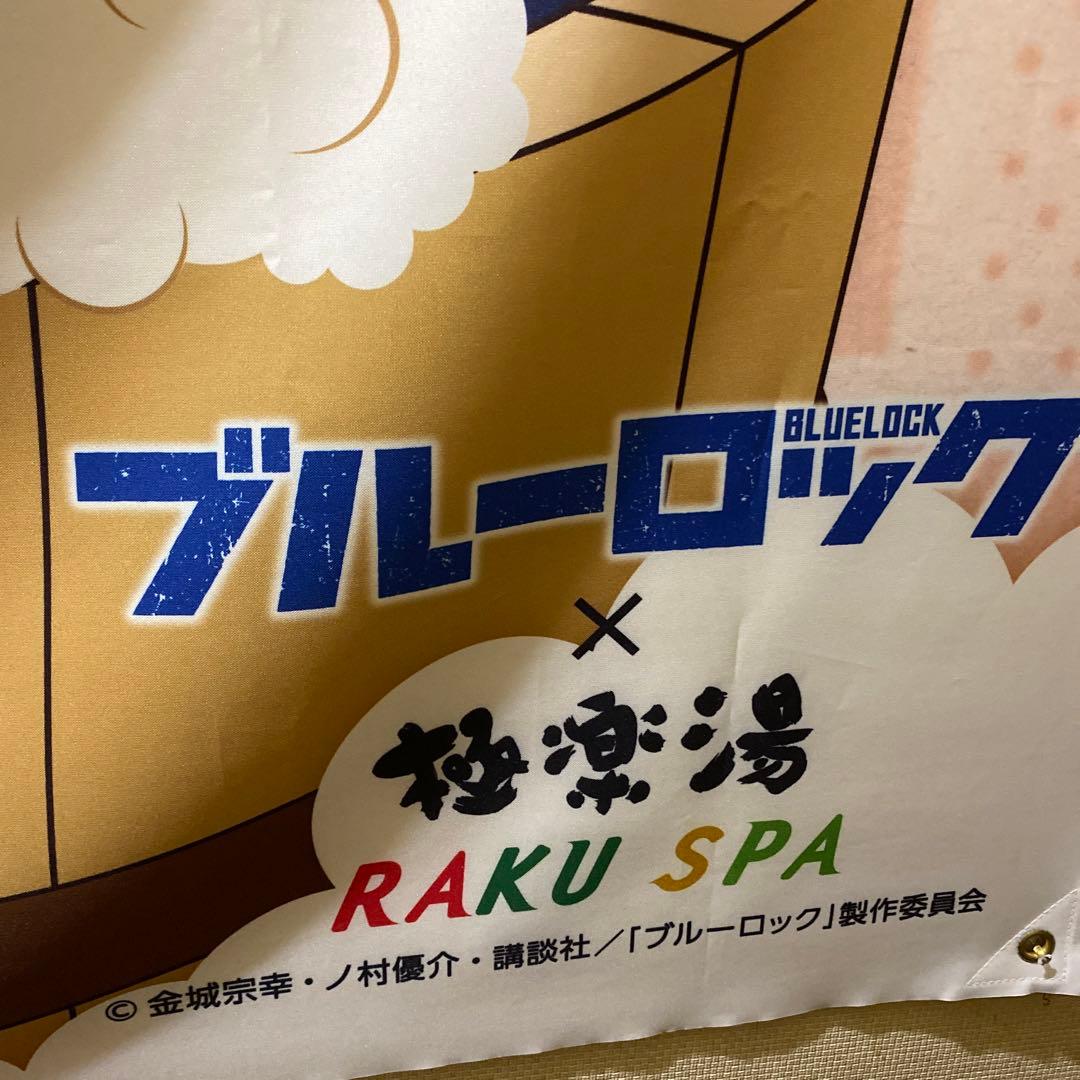 ブルーロック
BLUELOCK
×
極楽湯
RAKU SPA
© 金城宗幸・ノ村優介・講談社／「ブルーロック」製作委員会